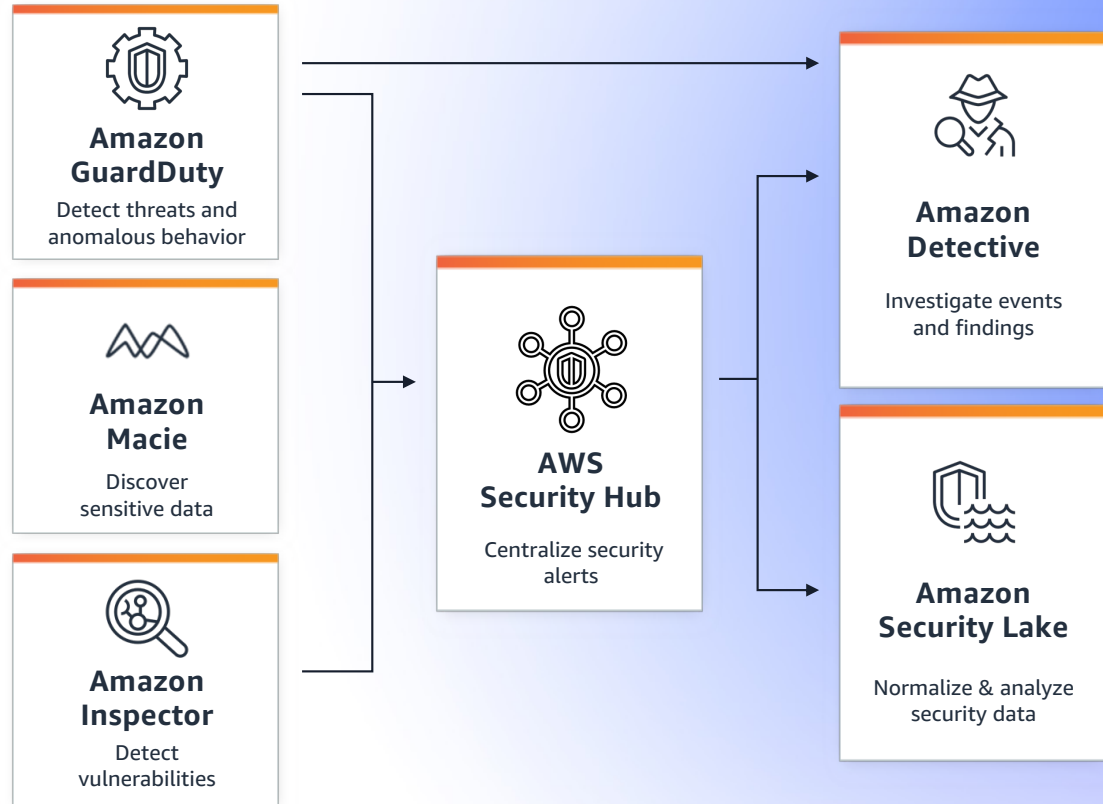 Amazon
GuardDuty
Detect threats and
anomalous behavior
Amazon
Macie
Discover
sensitive data
Amazon
Inspector
Detect
vulnerabilities
AWS
Security Hub
Centralize security
alerts
Amazon
Detective
Investigate events
and findings
Amazon
Security Lake
Normalize & analyze
security data